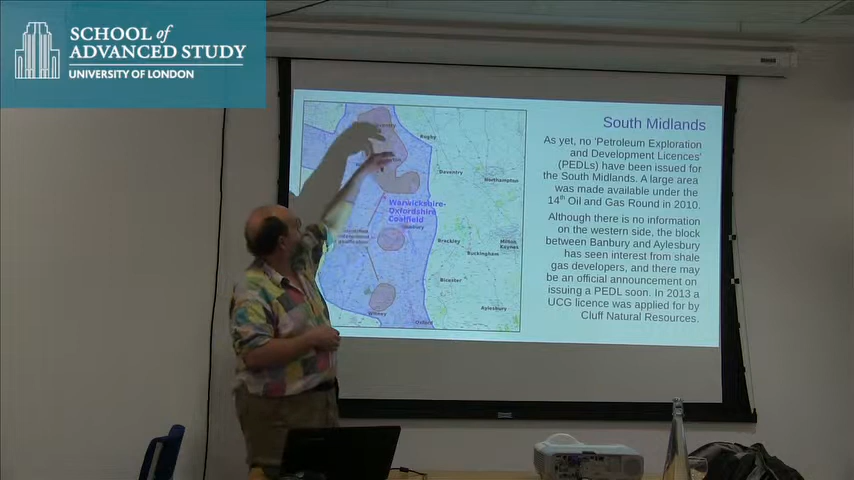 SCHOOL of
ADVANCED STUDY
UNIVERSITY OF LONDON
South Midlands
As yet, no 'Petroleum Exploration
and Development Licences'
(PEDLs) have been issued for
the South Midlands. A large area
was made available under the
14th Oil and Gas Round in 2010.
Although there is no information
on the western side, the block
between Banbury and Aylesbury
has seen interest from shale
gas developers, and there may
be an official announcement on
issuing a PEDL soon. In 2013 a
UCG licence was applied for by
Cluff Natural Resources.
Rugby
Daventry
Northampton
Warwickshire-
Oxfordshire
Coalfield
Brackley
Milton
Keynes
Buckingham
Bicester
Aylesbury
Witney
Oxford